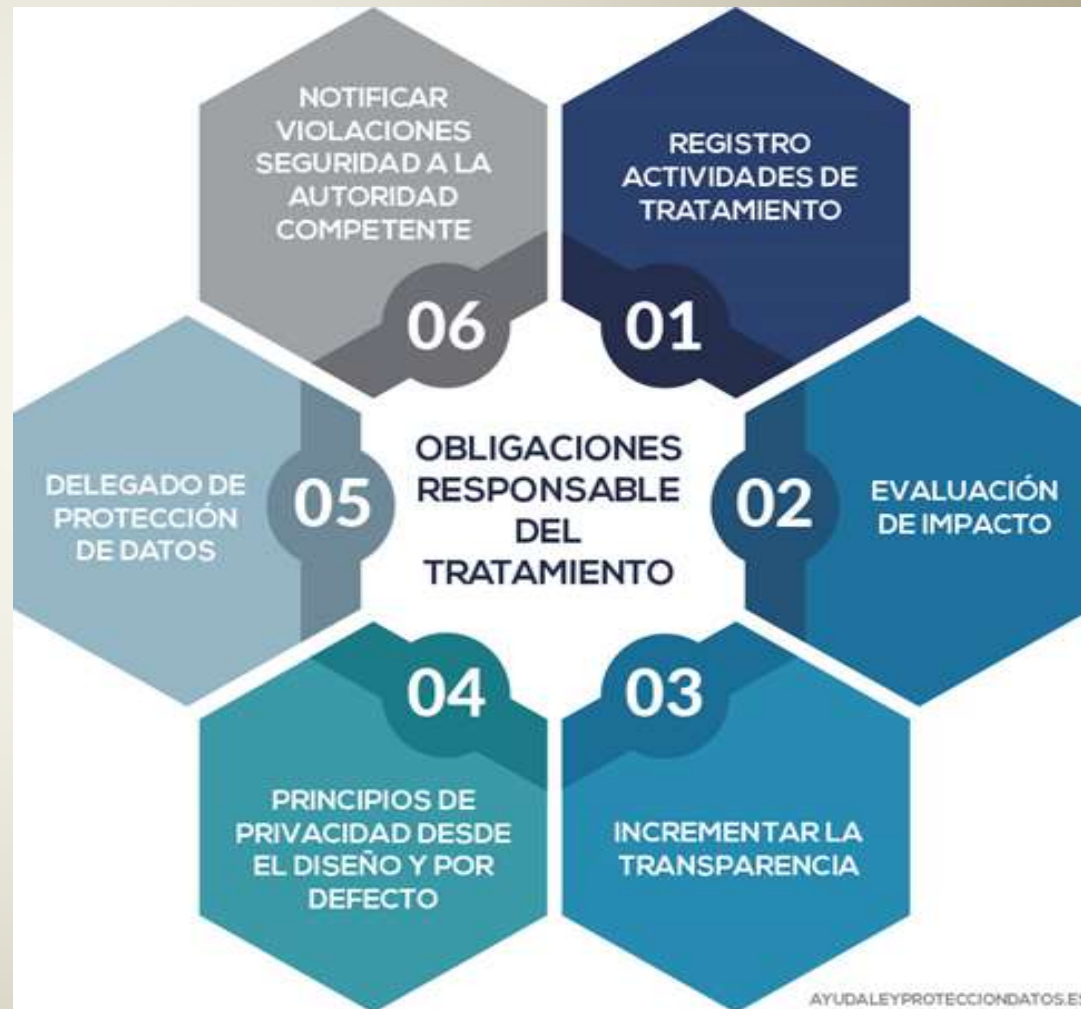 OBLIGACIONES
RESPONSABLE
DEL
TRATAMIENTO
01
REGISTRO
ACTIVIDADES DE
TRATAMIENTO
02
EVALUACIÓN
DE IMPACTO
03
INCREMENTAR LA
TRANSPARENCIA
04
PRINCIPIOS DE
PRIVACIDAD DESDE
EL DISEÑO Y POR
DEFECTO
05
DELEGADO DE
PROTECCIÓN
DE DATOS
06
NOTIFICAR
VIOLACIONES
SEGURIDAD A LA
AUTORIDAD
COMPETENTE
AYUDALEYPROTECCIONDATOS.ES